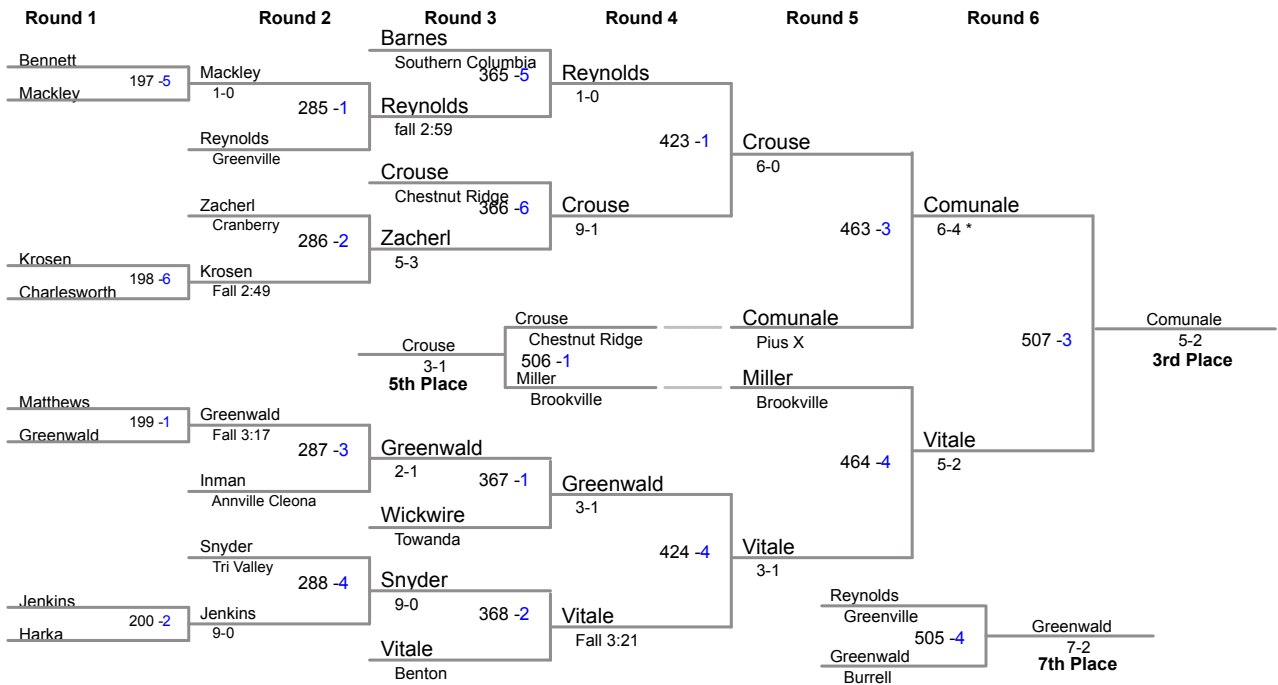 Round 1
Round 2
Round 3
Round 4
Round 5
Round 6
Bennett
197 -5
Mackley
Mackley
1-0
285 -1
Reynolds
Greenville
Barnes
Southern Columbia
365 -5
Reynolds
fall 2:59
Reynolds
1-0
423 -1
Crouse
Chestnut Ridge
366 -6
Zacherl
Cranberry
286 -2
Zacherl
5-3
Crouse
9-1
Krosen
198 -6
Charlesworth
Krosen
Fall 2:49
Crouse
6-0
463 -3
Comunale
6-4 *
Comunale
Pius X
507 -3
Comunale
5-2
3rd Place
Crouse
Chestnut Ridge
506 -1
Miller
Brookville
Crouse
3-1
5th Place
Miller
Brookville
464 -4
Vitale
5-2
Matthews
199 -1
Greenwald
Greenwald
Fall 3:17
287 -3
Inman
Annville Cleona
Greenwald
2-1
367 -1
Wickwire
Towanda
Greenwald
3-1
424 -4
Vitale
3-1
Snyder
Tri Valley
288 -4
Jenkins
200 -2
Harka
Jenkins
9-0
Snyder
9-0
368 -2
Vitale
Benton
Vitale
Fall 3:21
Reynolds
Greenville
505 -4
Greenwald
Burrell
Greenwald
7-2
7th Place